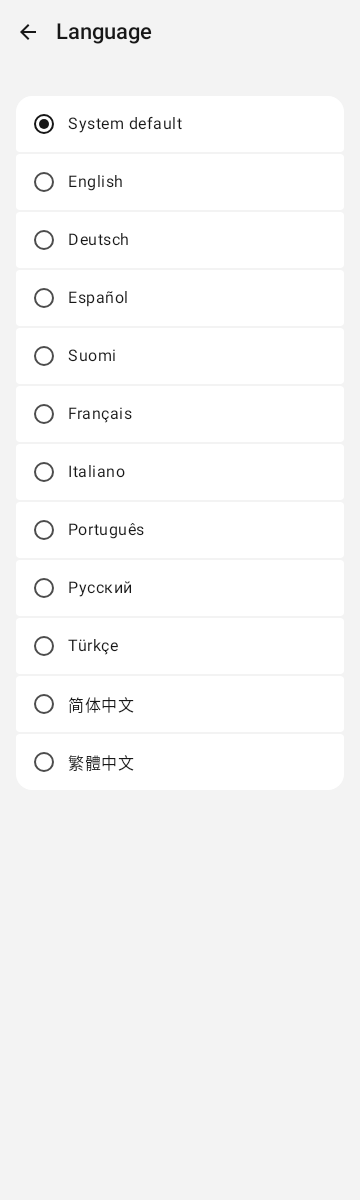 Language
System default
English
Deutsch
Español
Suomi
Français
Italiano
Português
Русский
Türkçe
简体中文
繁體中文